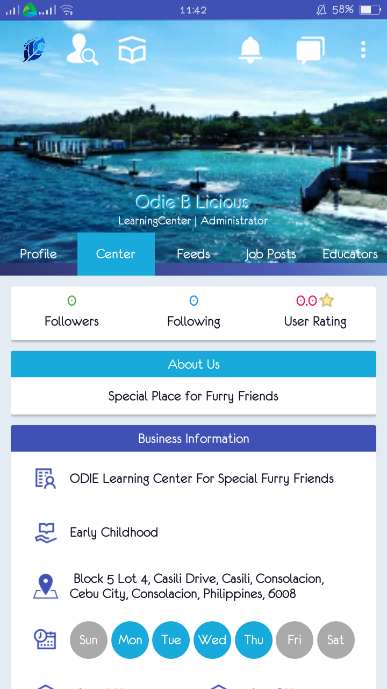 11:42
58%
Odie B Licious
LearningCenter | Administrator
Profile Center Feeds Job Posts Educators
0 0 0.0
Followers Following User Rating
About Us
Special Place for Furry Friends
Business Information
ODIE Learning Center For Special Furry Friends
Early Childhood
Block 5 Lot 4, Casili Drive, Casili, Consolacion,
Cebu City, Consolacion, Philippines, 6008
Sun Mon Tue Wed Thu Fri Sat